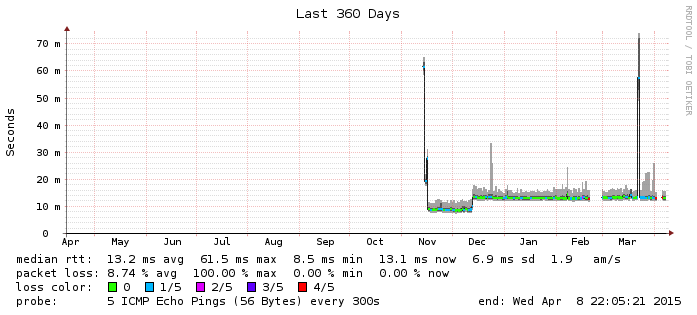 Last 360 Days
RRDTOOL / TOBI OETIKER
Seconds
70 m
60 m
50 m
40 m
30 m
20 m
10 m
0
Apr May Jun Jul Aug Sep Oct Nov Dec Jan Feb Mar
median rtt: 13.2 ms avg 61.5 ms max 8.5 ms min 13.1 ms now 6.9 ms sd 1.9 am/s
packet loss: 8.74 % avg 100.00 % max 0.00 % min 0.00 % now
loss color: 0 1/5 2/5 3/5 4/5
probe: 5 ICMP Echo Pings (56 Bytes) every 300s end: Wed Apr 8 22:05:21 2015